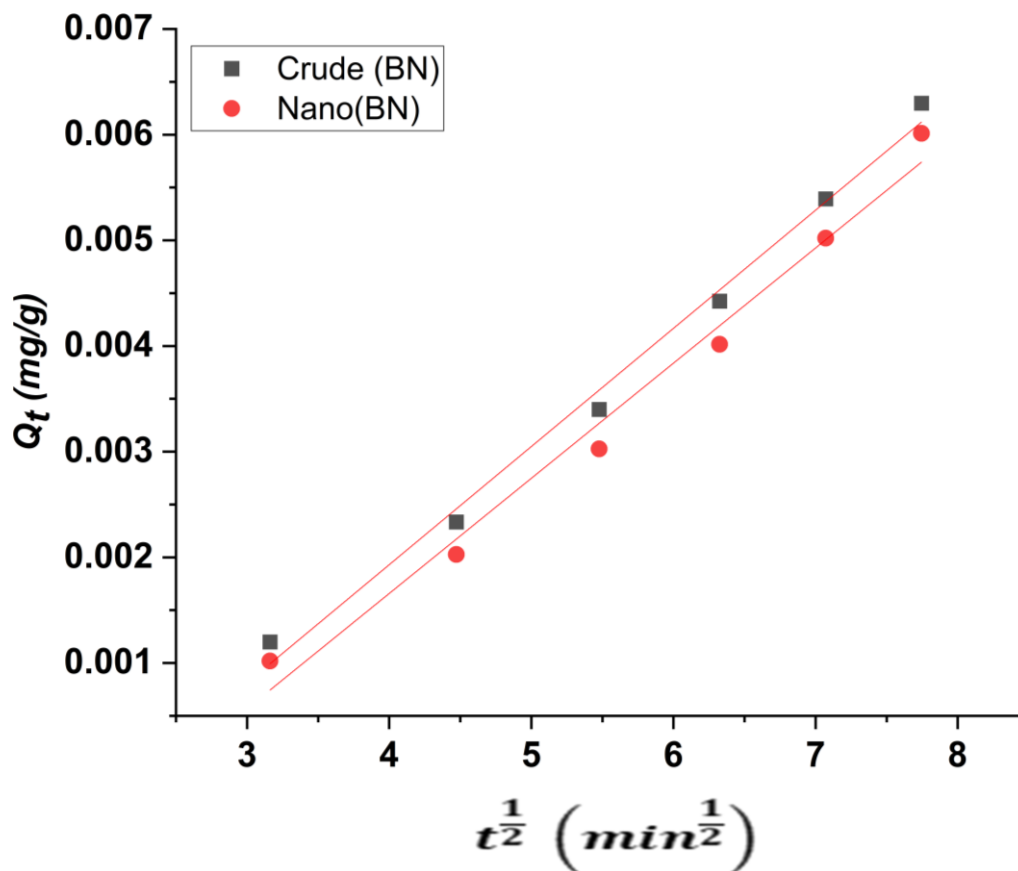 0.007
0.006
0.005
0.004
0.003
0.002
0.001
Q_t (mg/g)
Crude (BN)
Nano(BN)
3 4 5 6 7 8
t^{1/2} (min^{1/2})